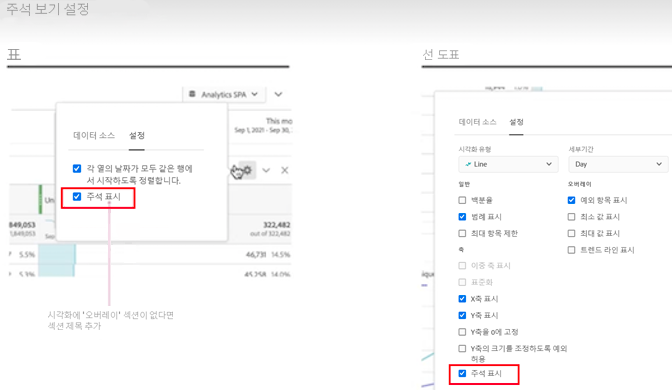 주석 보기 설정
표
Analytics SPA
This mo
Sep 1, 2021 - Sep 30,
데이터 소스 설정
각 열의 날짜가 모두 같은 행에
서 시작하도록 정렬합니다.
주석 표시
Un
849,053
849,053
Sep
322,482
out of 322,482
5.5%
46,731 14.5%
5.3%
45,258 14.0%
시각화에 '오버레이' 섹션이 없다면
섹션 제목 추가
선 도표
데이터 소스 설정
시각화 유형
Line
세부기간
Day
일반
백분율
범례 표시
최대 항목 제한
축
이중 축 표시
표준화
X축 표시
Y축 표시
Y축을 0에 고정
Y축의 크기를 조정하도록 예외
허용
주석 표시
오버레이
예외 항목 표시
최소 값 표시
최대 값 표시
트렌드 라인 표시
ique